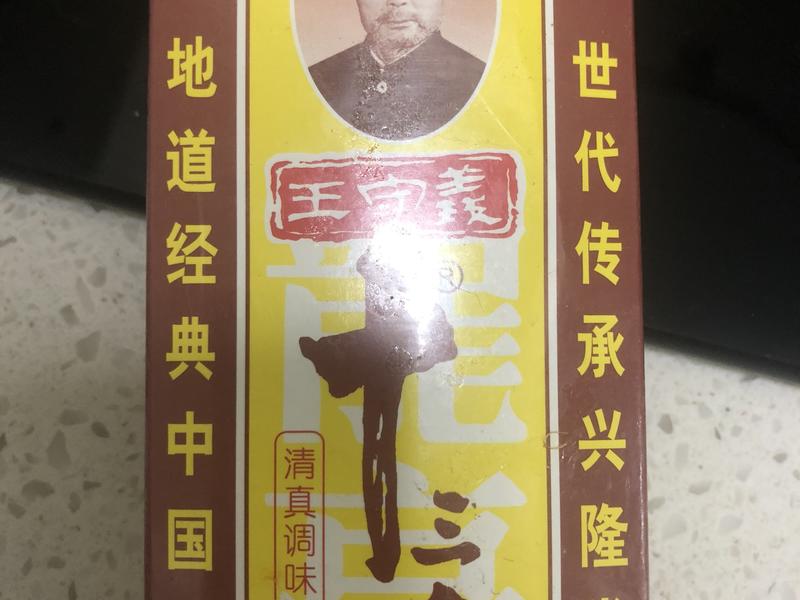 地道经典中国
世代传承兴隆
王守義
®
十三
清真调味